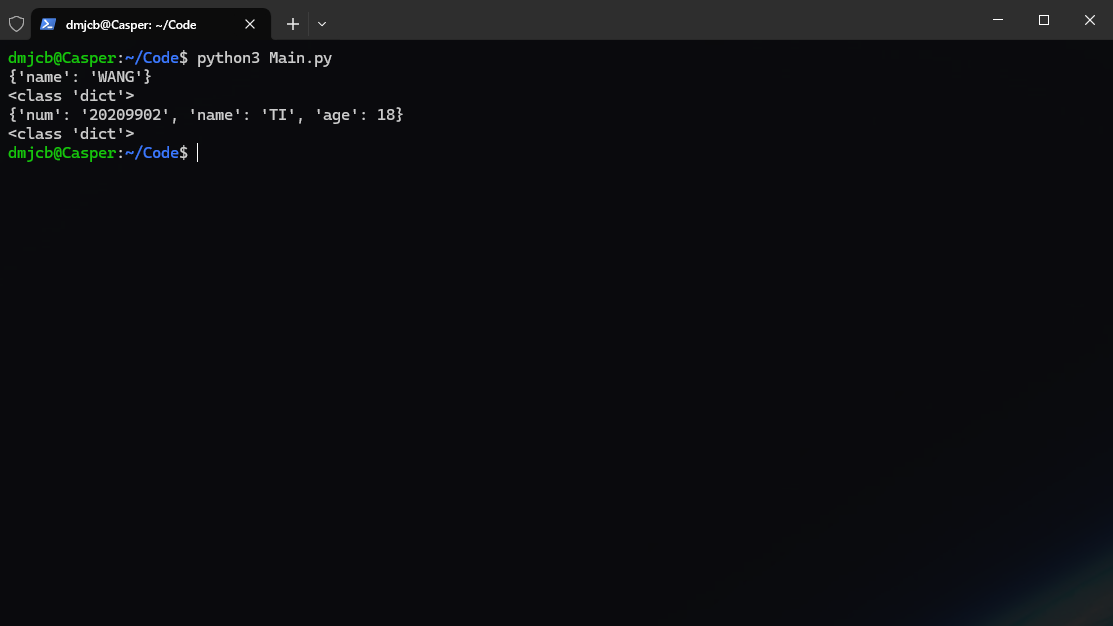 dmjcb@Casper: ~/Code
dmjcb@Casper:~/Code$ python3 Main.py
{'name': 'WANG'}
<class 'dict'>
{'num': '20209902', 'name': 'TI', 'age': 18}
<class 'dict'>
dmjcb@Casper:~/Code$